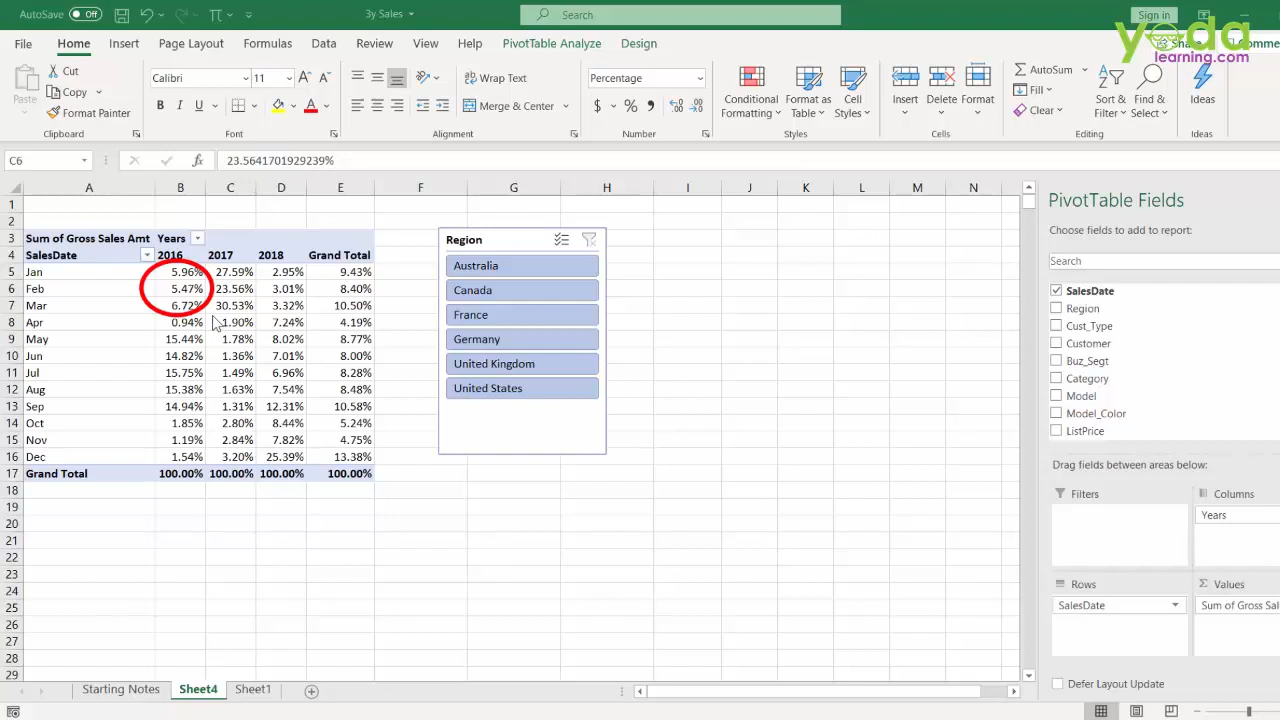 AutoSave Off 3y Sales Search Sign in
yoda
learning.com
File Home Insert Page Layout Formulas Data Review View Help PivotTable Analyze Design Share
Cut
Copy
Format Painter
Paste
Calibri 11
B I U
Wrap Text
Merge & Center
Percentage
$ %
Conditional Formatting
Format as Table
Cell Styles
Insert Delete Format
AutoSum
Fill
Clear
Sort & Filter
Find & Select
Ideas
Clipboard Font Alignment Number Styles Cells Editing Ideas
C6 fx 23.5641701929239%
A B C D E F G H I J K L M N
1
2
3 Sum of Gross Sales Amt Years
4 SalesDate 2016 2017 2018 Grand Total
5 Jan 5.96% 27.59% 2.95% 9.43%
6 Feb 5.47% 23.56% 3.01% 8.40%
7 Mar 6.72% 30.53% 3.32% 10.50%
8 Apr 0.94% 1.90% 7.24% 4.19%
9 May 15.44% 1.78% 8.02% 8.77%
10 Jun 14.82% 1.36% 7.01% 8.00%
11 Jul 15.75% 1.49% 6.96% 8.28%
12 Aug 15.38% 1.63% 7.54% 8.48%
13 Sep 14.94% 1.31% 12.31% 10.58%
14 Oct 1.85% 2.80% 8.44% 5.24%
15 Nov 1.19% 2.84% 7.82% 4.75%
16 Dec 1.54% 3.20% 25.39% 13.38%
17 Grand Total 100.00% 100.00% 100.00% 100.00%
18
19
20
21
22
23
24
25
26
27
28
29
Region
Australia
Canada
France
Germany
United Kingdom
United States
PivotTable Fields
Choose fields to add to report:
Search
SalesDate
Region
Cust_Type
Customer
Buz_Segt
Category
Model
Model_Color
ListPrice
Drag fields between areas below:
Filters
Columns
Years
Rows
SalesDate
Values
Sum of Gross Sal
Defer Layout Update
Starting Notes Sheet4 Sheet1